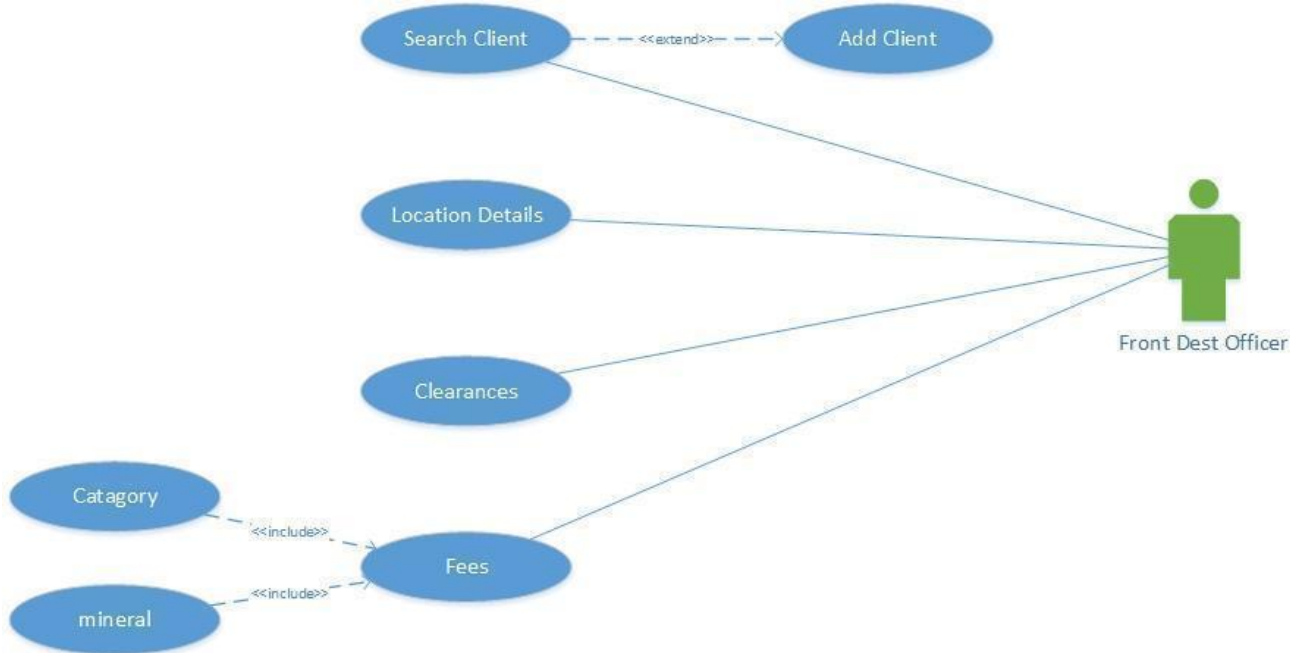 Search Client
<<extend>>
Add Client
Location Details
Front Dest Officer
Clearances
Catagory
<<include>>
Fees
<<include>>
mineral